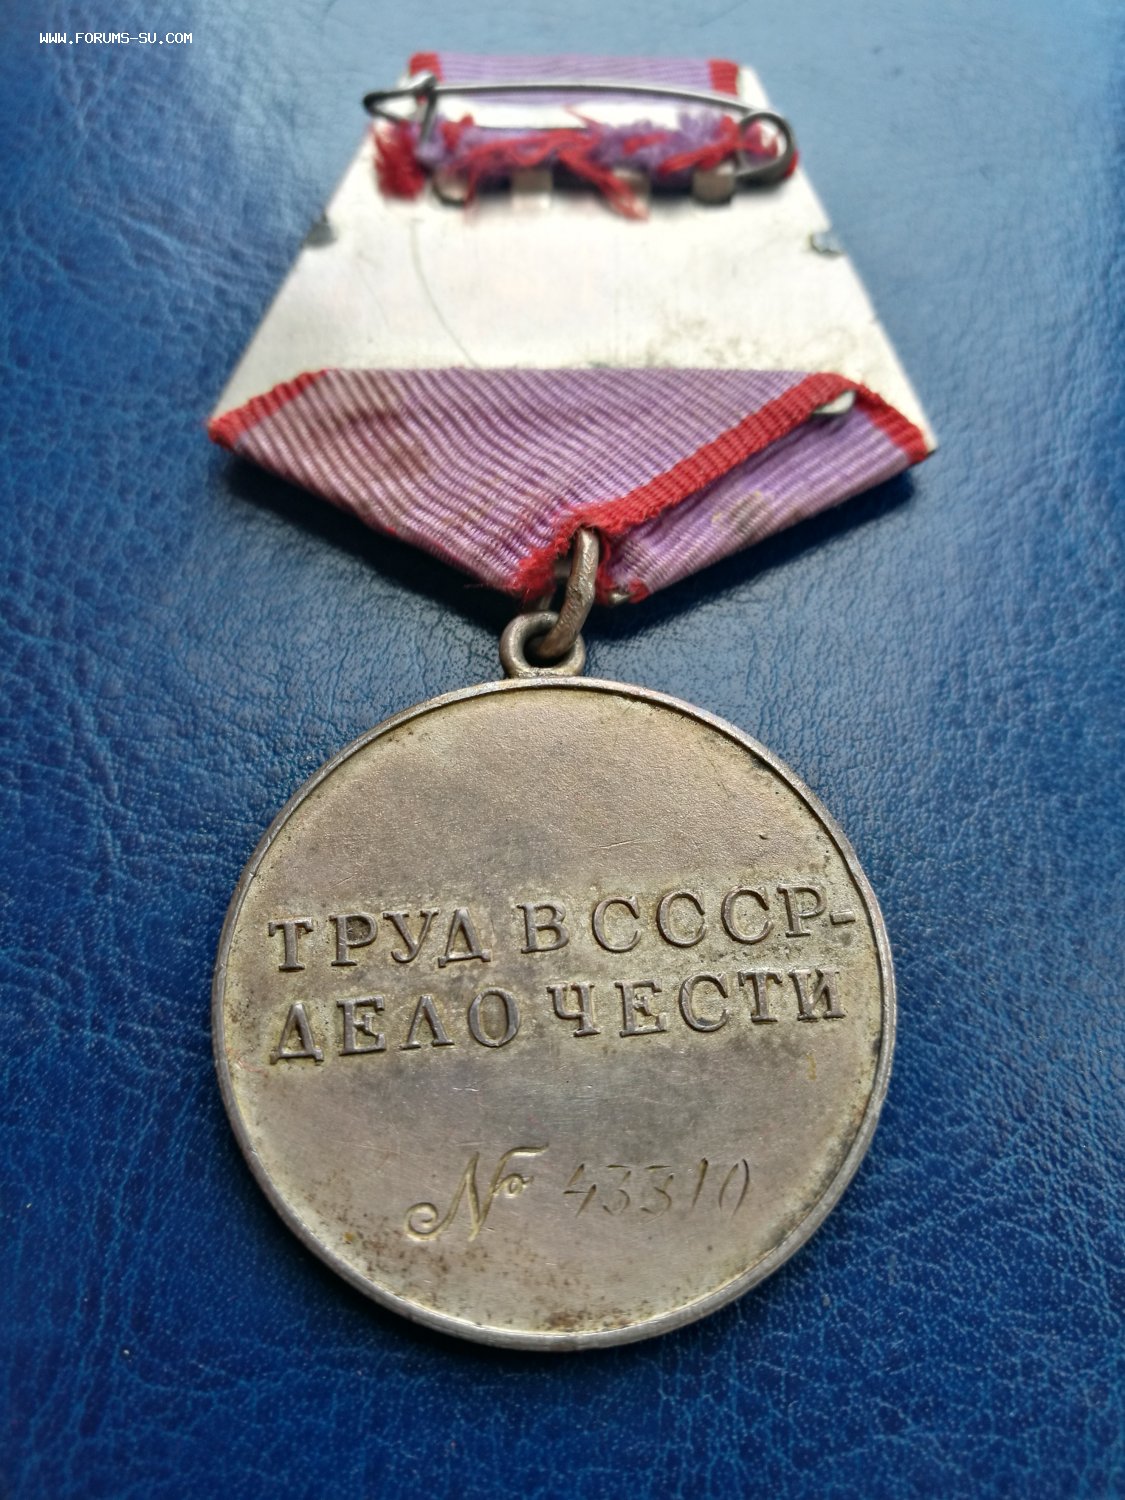 WWW.FORUMS-SU.COM
ТРУД В СССР-
ДЕЛО ЧЕСТИ
№ 43310